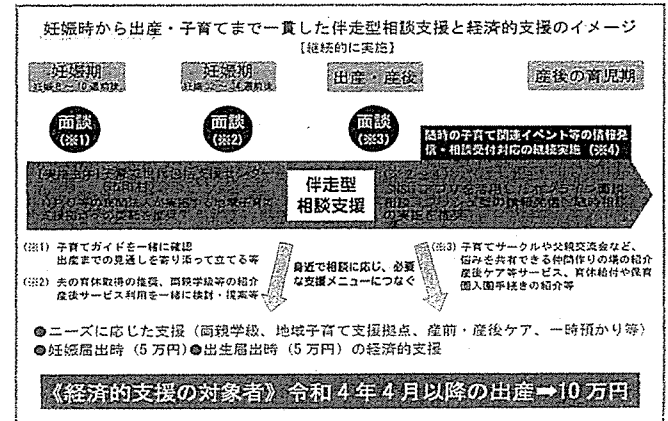 妊娠時から出産・子育てまで一貫した伴走型相談支援と経済的支援のイメージ
【継続的に実施】
妊娠期
妊娠期
出産・産後
産後の育児期
面談
(※1)
面談
(※2)
面談
(※3)
随時の子育て関連イベント等の情報発
信・相談受付対応の継続実施（※4）
伴走型
相談支援
(※1) 子育てガイドを一緒に確認
出産までの見通しを寄り添って立てる等
(※2) 夫の育休取得の推奨、両親学級等の紹介
産後サービス利用を一緒に検討・提案等
身近で相談に応じ、必要
な支援メニューにつなぐ
(※3) 子育てサークルや父親交流会など、
悩みを共有できる仲間作りの場の紹介
産後ケア等サービス、育休給付や保育
園入園手続きの紹介等
●ニーズに応じた支援（両親学級、地域子育て支援拠点、産前・産後ケア、一時預かり等）
●妊娠届出時（5万円）●出生届出時（5万円）の経済的支援
《経済的支援の対象者》令和4年4月以降の出産➡10万円